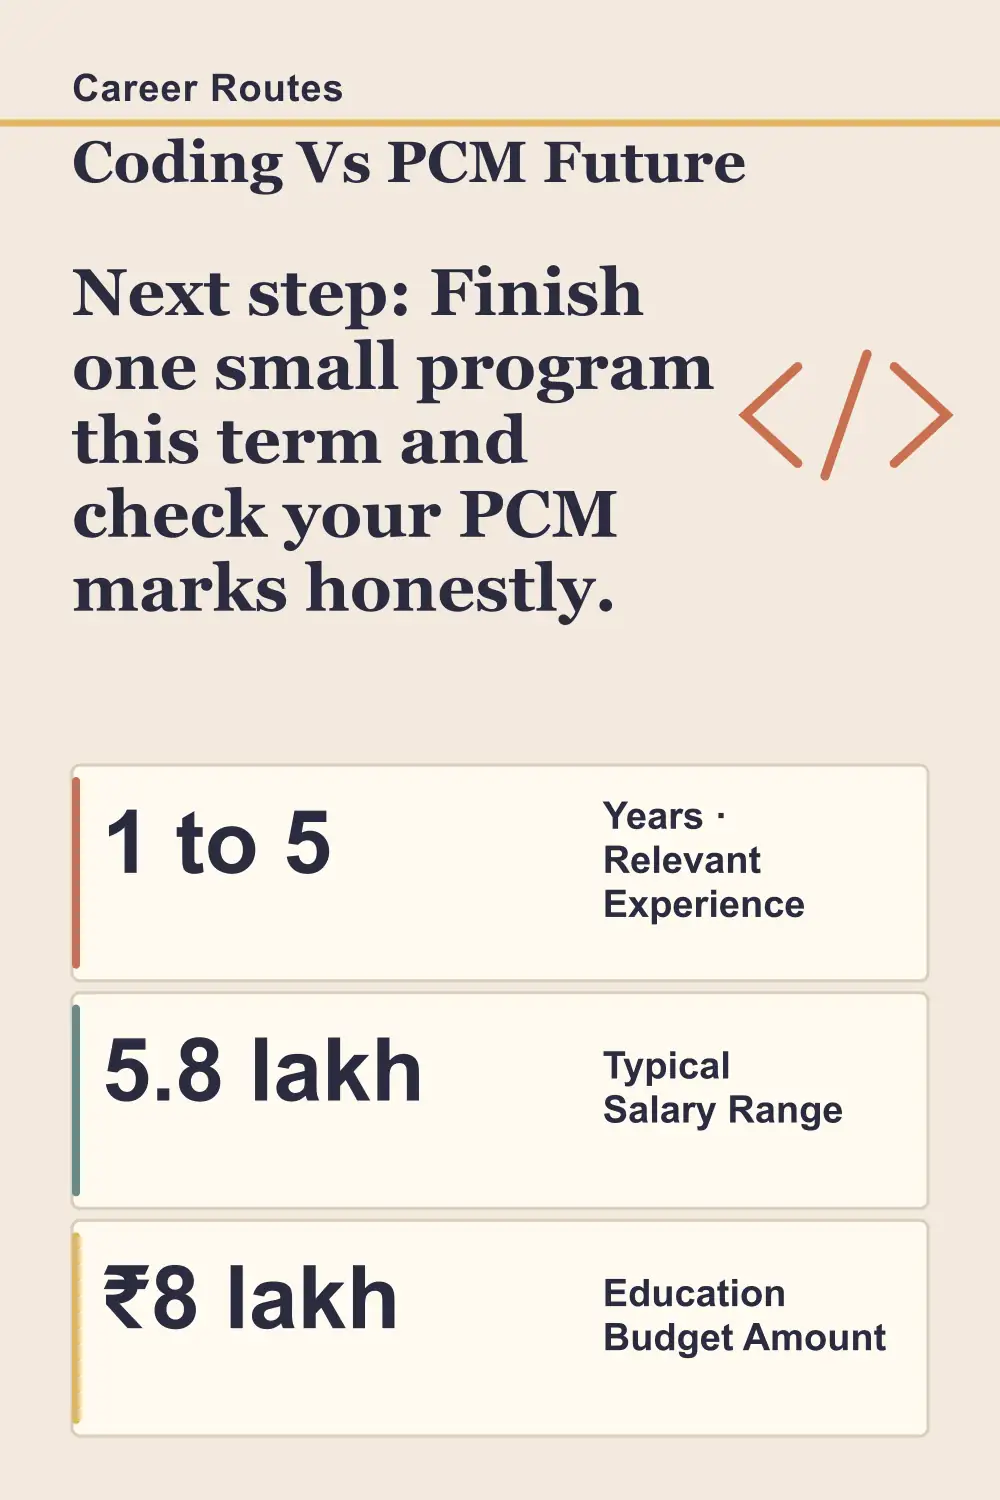 Career Routes
Coding Vs PCM Future
Next step: Finish
one small program
this term and
check your PCM
marks honestly.
</>
1 to 5
Years ·
Relevant
Experience
5.8 lakh
Typical
Salary Range
₹8 lakh
Education
Budget Amount